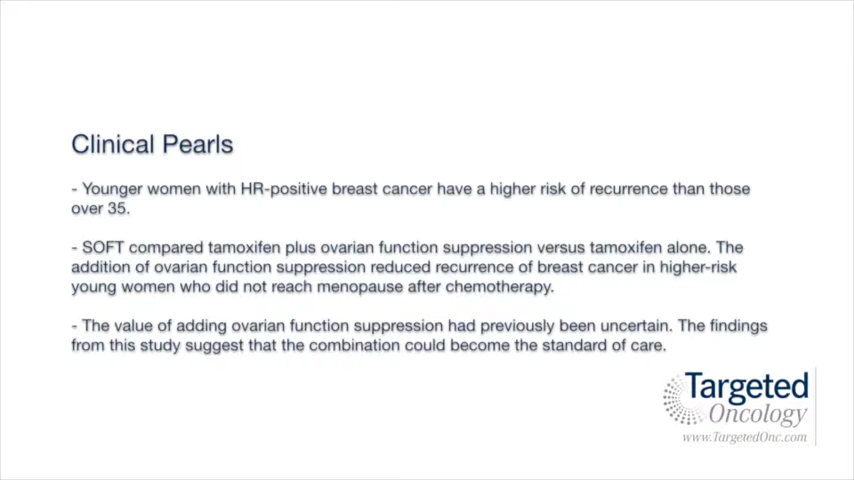 Clinical Pearls
- Younger women with HR-positive breast cancer have a higher risk of recurrence than those
over 35.
- SOFT compared tamoxifen plus ovarian function suppression versus tamoxifen alone. The
addition of ovarian function suppression reduced recurrence of breast cancer in higher-risk
young women who did not reach menopause after chemotherapy.
- The value of adding ovarian function suppression had previously been uncertain. The findings
from this study suggest that the combination could become the standard of care.
Targeted
Oncology
www.TargetedOnc.com